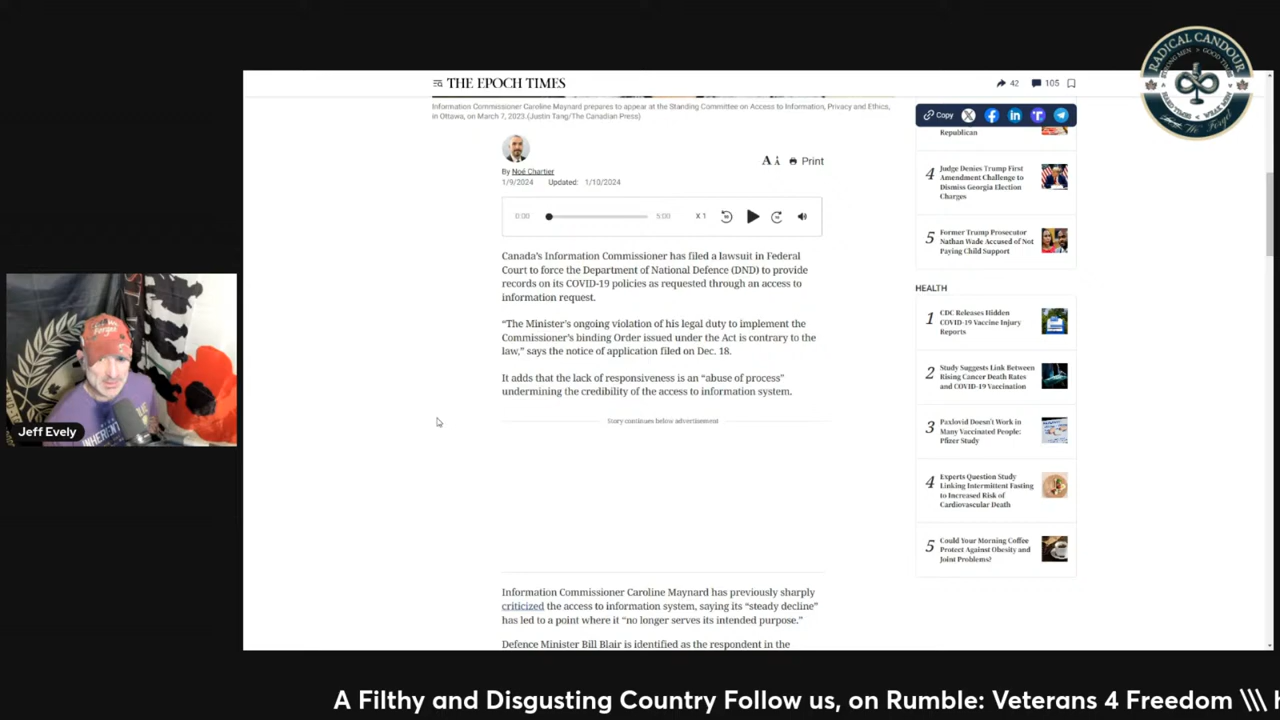 THE EPOCH TIMES
42
105
Information Commissioner Caroline Maynard prepares to appear at the Standing Committee on Access to Information, Privacy and Ethics,
in Ottawa, on March 7, 2023.(Justin Tang/The Canadian Press)
By Noé Chartier
1/9/2024 Updated: 1/10/2024
A A Print
0:00
5:00
X 1
Canada's Information Commissioner has filed a lawsuit in Federal
Court to force the Department of National Defence (DND) to provide
records on its COVID-19 policies as requested through an access to
information request.
“The Minister's ongoing violation of his legal duty to implement the
Commissioner's binding Order issued under the Act is contrary to the
law,” says the notice of application filed on Dec. 18.
It adds that the lack of responsiveness is an “abuse of process”
undermining the credibility of the access to information system.
Story continues below advertisement
Information Commissioner Caroline Maynard has previously sharply
criticized the access to information system, saying its “steady decline”
has led to a point where it “no longer serves its intended purpose.”
Defence Minister Bill Blair is identified as the respondent in the
Copy
Republican
4
Judge Denies Trump First
Amendment Challenge to
Dismiss Georgia Election
Charges
5
Former Trump Prosecutor
Nathan Wade Accused of Not
Paying Child Support
HEALTH
1
CDC Releases Hidden
COVID-19 Vaccine Injury
Reports
2
Study Suggests Link Between
Rising Cancer Death Rates
and COVID-19 Vaccination
3
Paxlovid Doesn't Work in
Many Vaccinated People:
Pfizer Study
4
Experts Question Study
Linking Intermittent Fasting
to Increased Risk of
Cardiovascular Death
5
Could Your Morning Coffee
Protect Against Obesity and
Joint Problems?
RADICAL CANDOUR
STRONG MEN > GOOD TIMES
HARD TIMES < WEAK MEN
Jeff Evely
A Filthy and Disgusting Country Follow us, on Rumble: Veterans 4 Freedom \\\